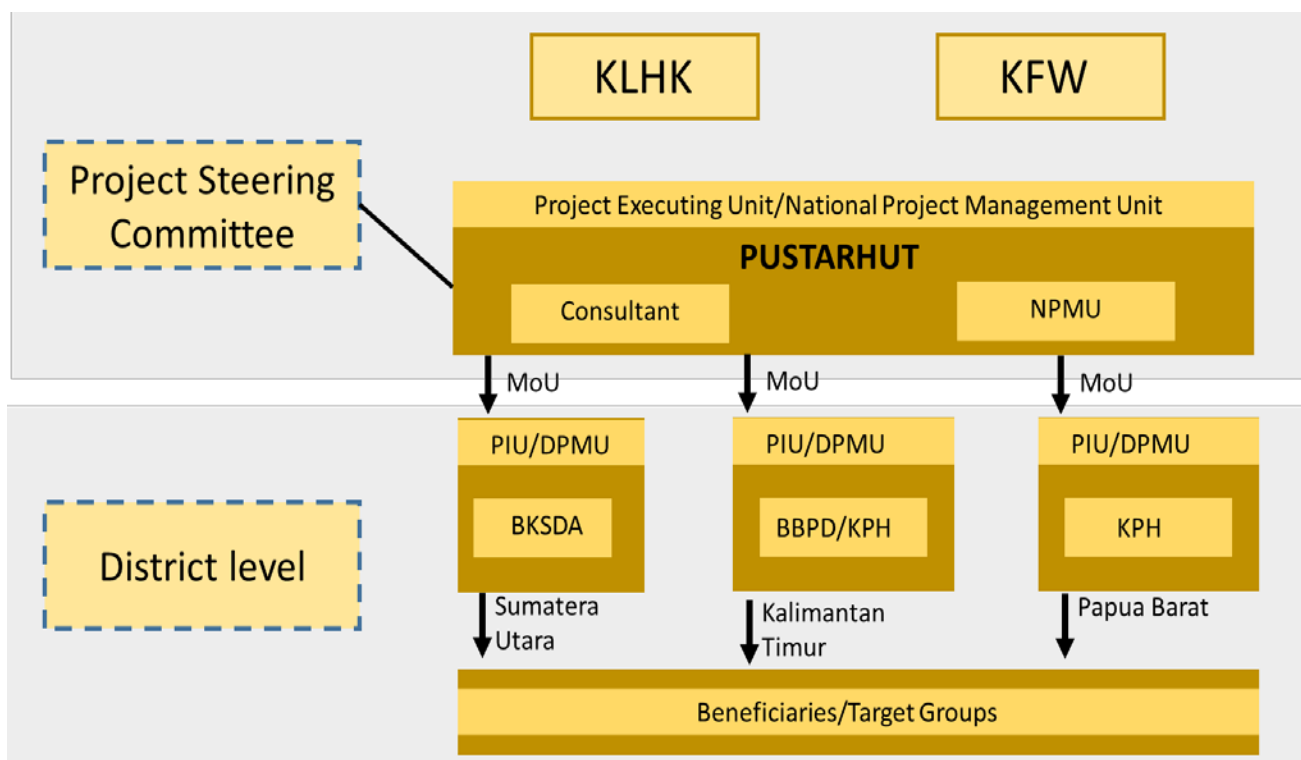 KLHK
KFW
Project Steering
Committee
Project Executing Unit/National Project Management Unit
PUSTARHUT
Consultant
NPMU
MoU
MoU
MoU
PIU/DPMU
PIU/DPMU
PIU/DPMU
District level
BKSDA
BBPD/KPH
KPH
Sumatera
Utara
Kalimantan
Timur
Papua Barat
Beneficiaries/Target Groups